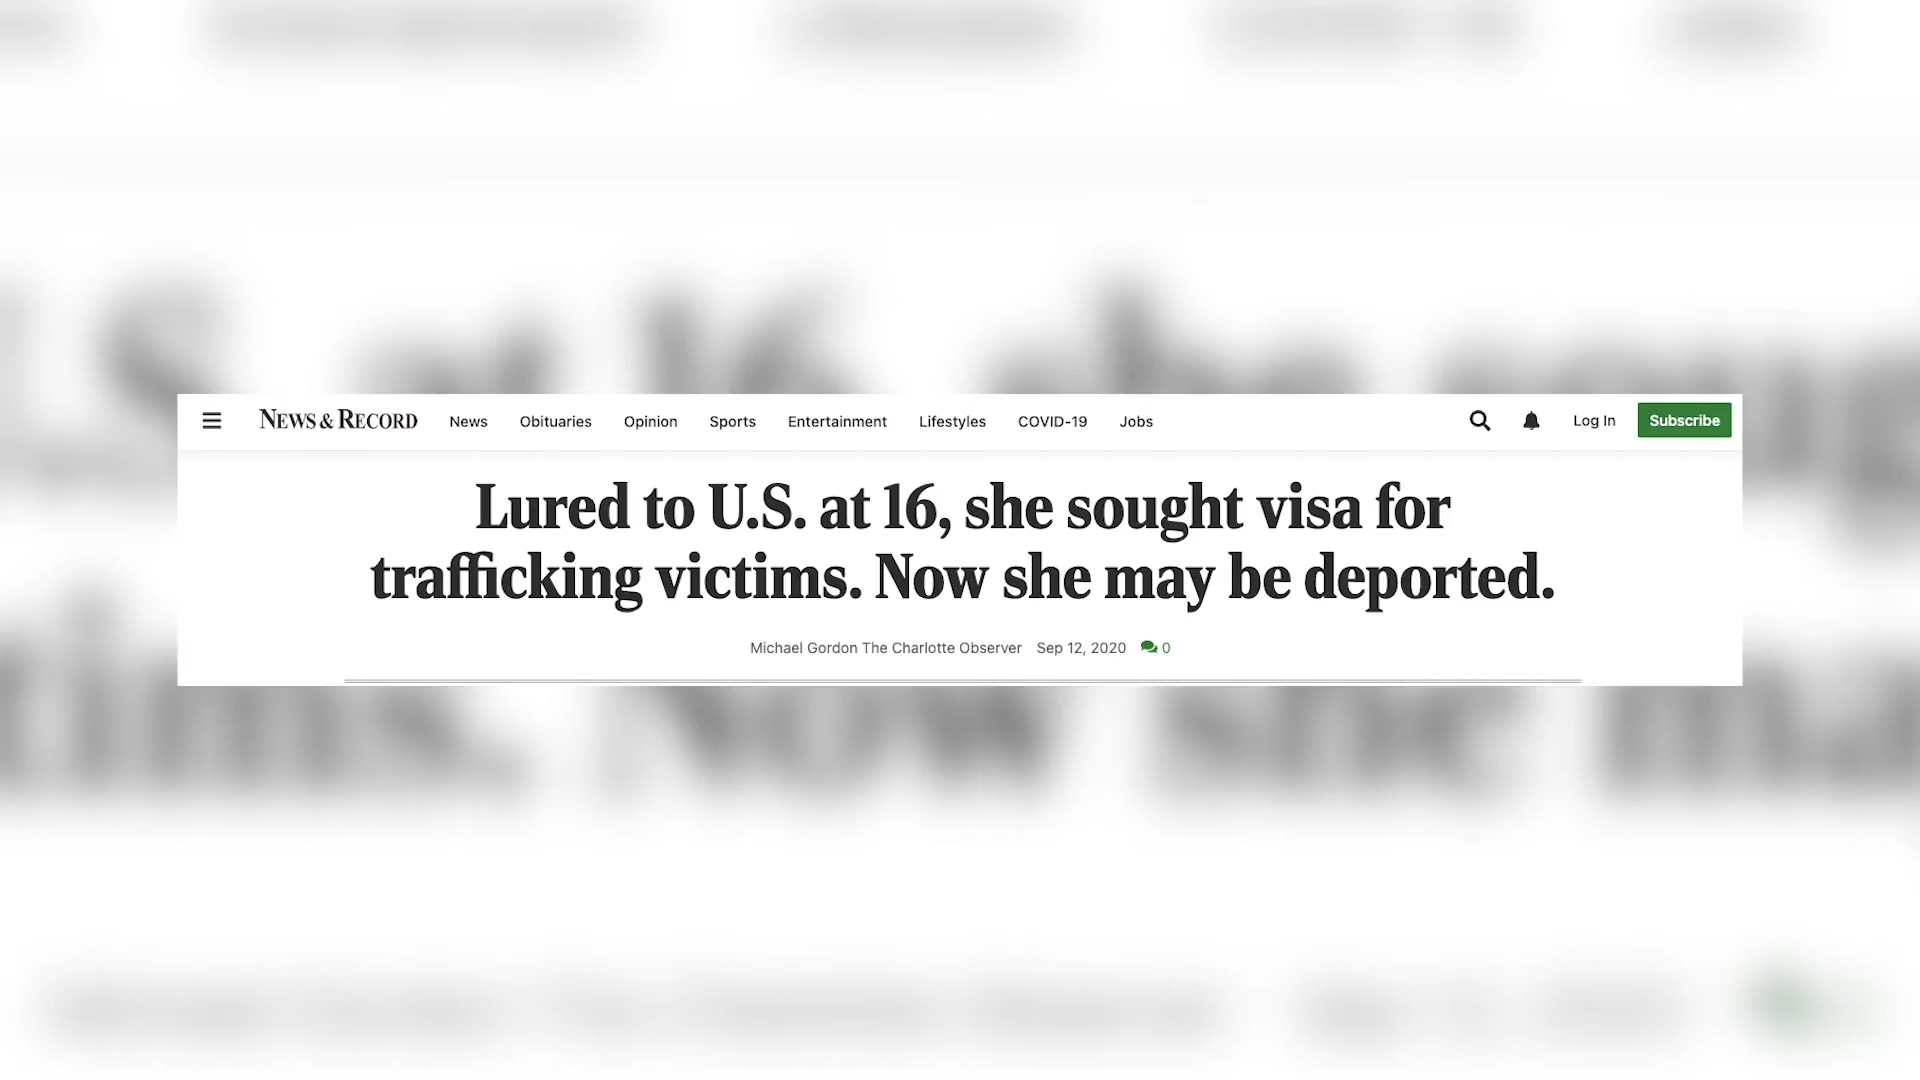 NEWS & RECORD News Obituaries Opinion Sports Entertainment Lifestyles COVID-19 Jobs Log In Subscribe
Lured to U.S. at 16, she sought visa for
trafficking victims. Now she may be deported.
Michael Gordon The Charlotte Observer Sep 12, 2020 0